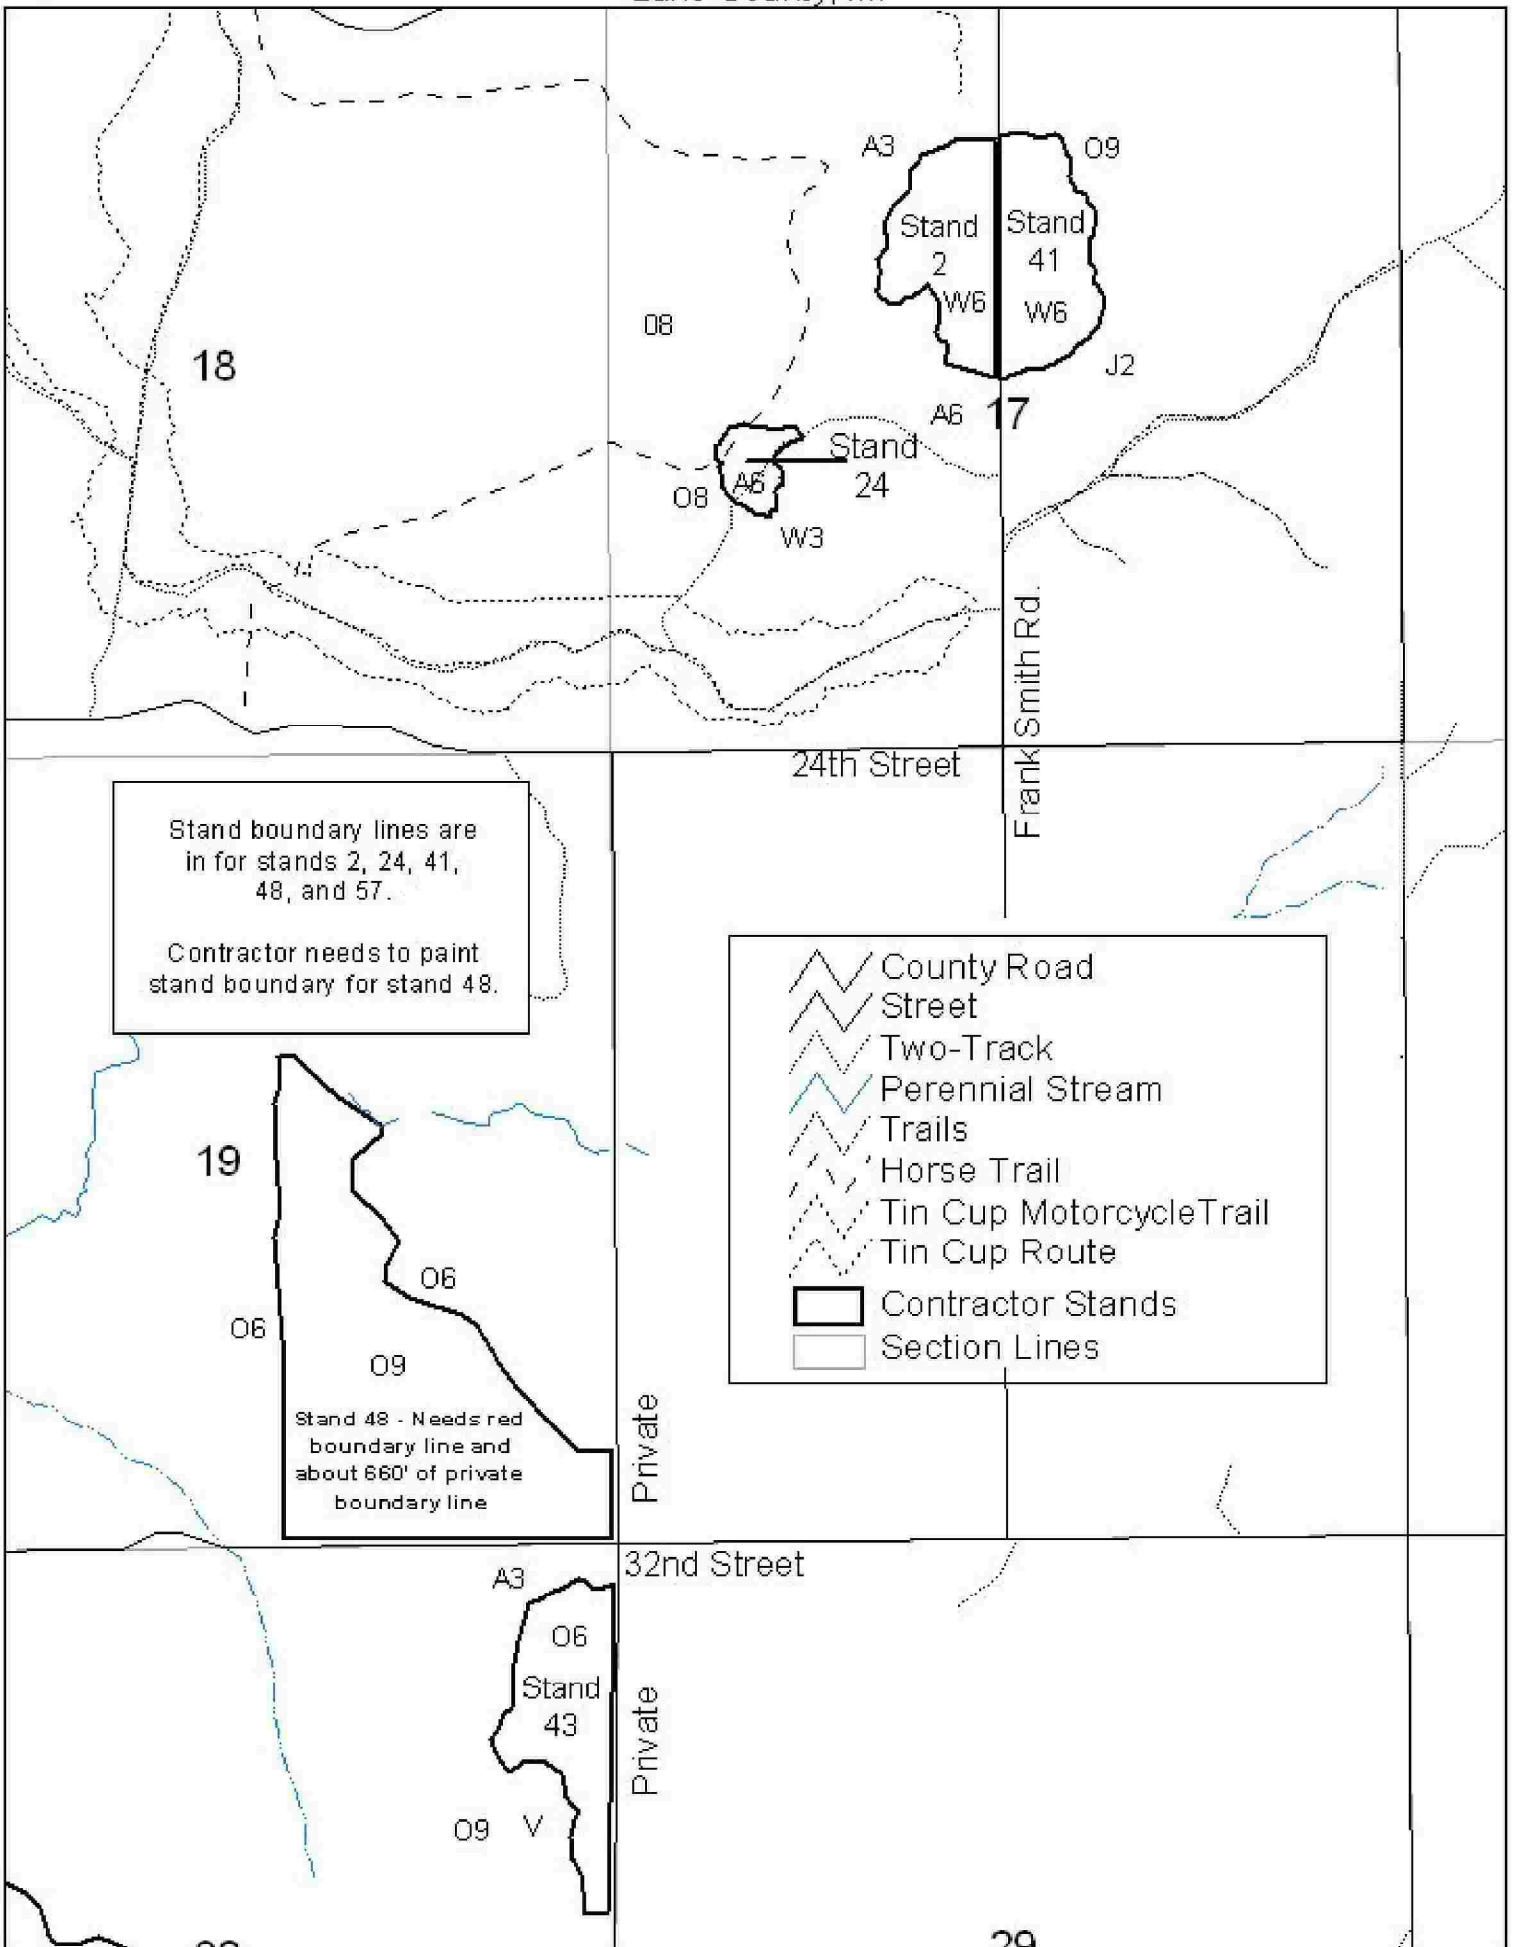 A3
O9
Stand
2
W6
Stand
41
W6
08
18
J2
A6
17
Stand
24
A6
O8
W3
Frank Smith Rd.
24th Street
Stand boundary lines are
in for stands 2, 24, 41,
48, and 57.
Contractor needs to paint
stand boundary for stand 48.
County Road
Street
Two-Track
Perennial Stream
Trails
Horse Trail
Tin Cup MotorcycleTrail
Tin Cup Route
Contractor Stands
Section Lines
19
O6
O6
O9
Stand 48 - Needs red
boundary line and
about 660' of private
boundary line
Private
32nd Street
A3
O6
Stand
43
Private
O9
V
29